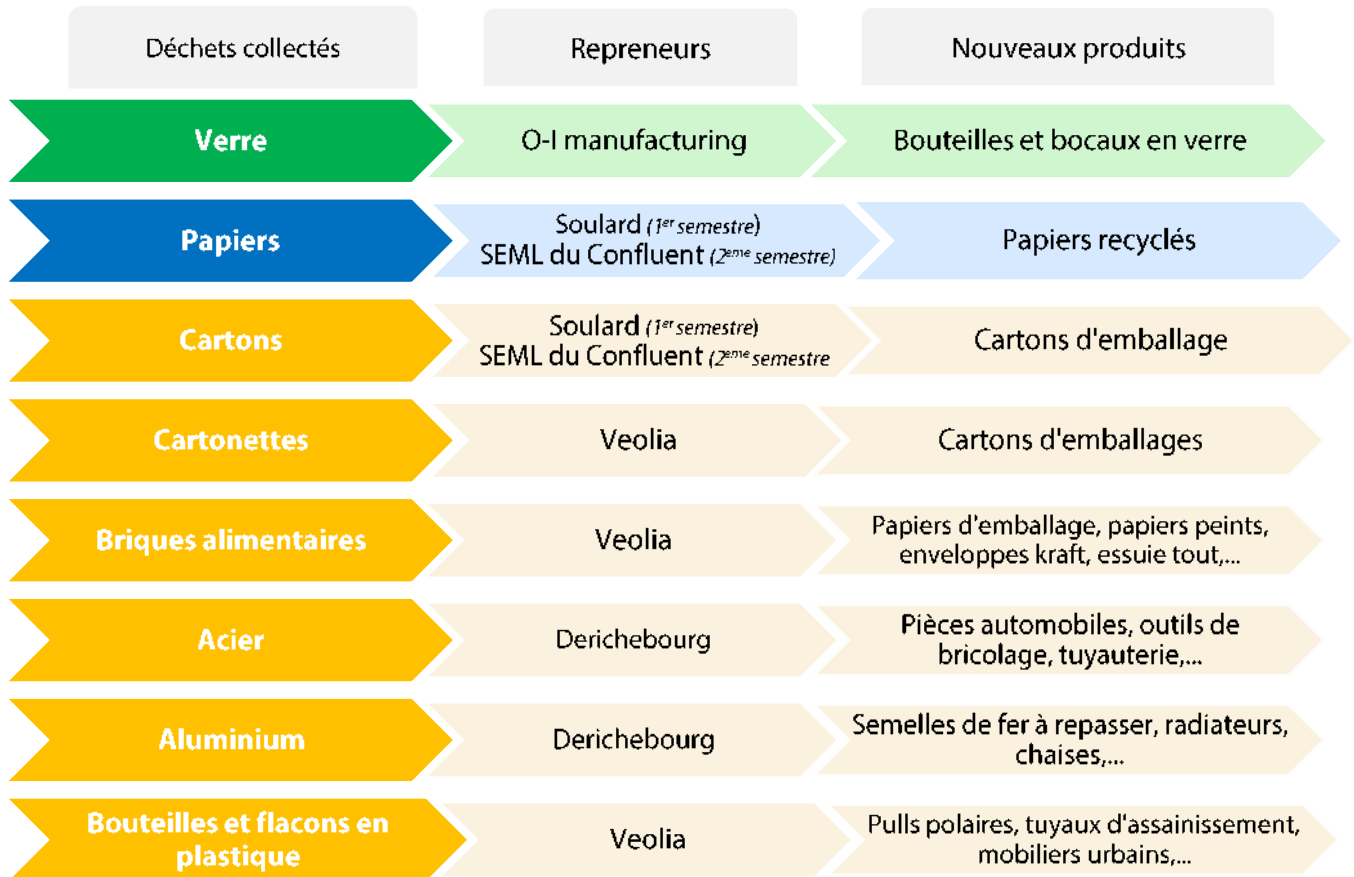 Déchets collectés
Repreneurs
Nouveaux produits
Verre
O-I manufacturing
Bouteilles et bocaux en verre
Papiers
Soulard (1er semestre)
SEML du Confluent (2eme semestre)
Papiers recyclés
Cartons
Soulard (1er semestre)
SEML du Confluent (2eme semestre
Cartons d'emballage
Cartonettes
Veolia
Cartons d'emballages
Briques alimentaires
Veolia
Papiers d'emballage, papiers peints,
enveloppes kraft, essuie tout,...
Acier
Derichebourg
Pièces automobiles, outils de
bricolage, tuyauterie,...
Aluminium
Derichebourg
Semelles de fer à repasser, radiateurs,
chaises,...
Bouteilles et flacons en
plastique
Veolia
Pulls polaires, tuyaux d'assainissement,
mobiliers urbains,...